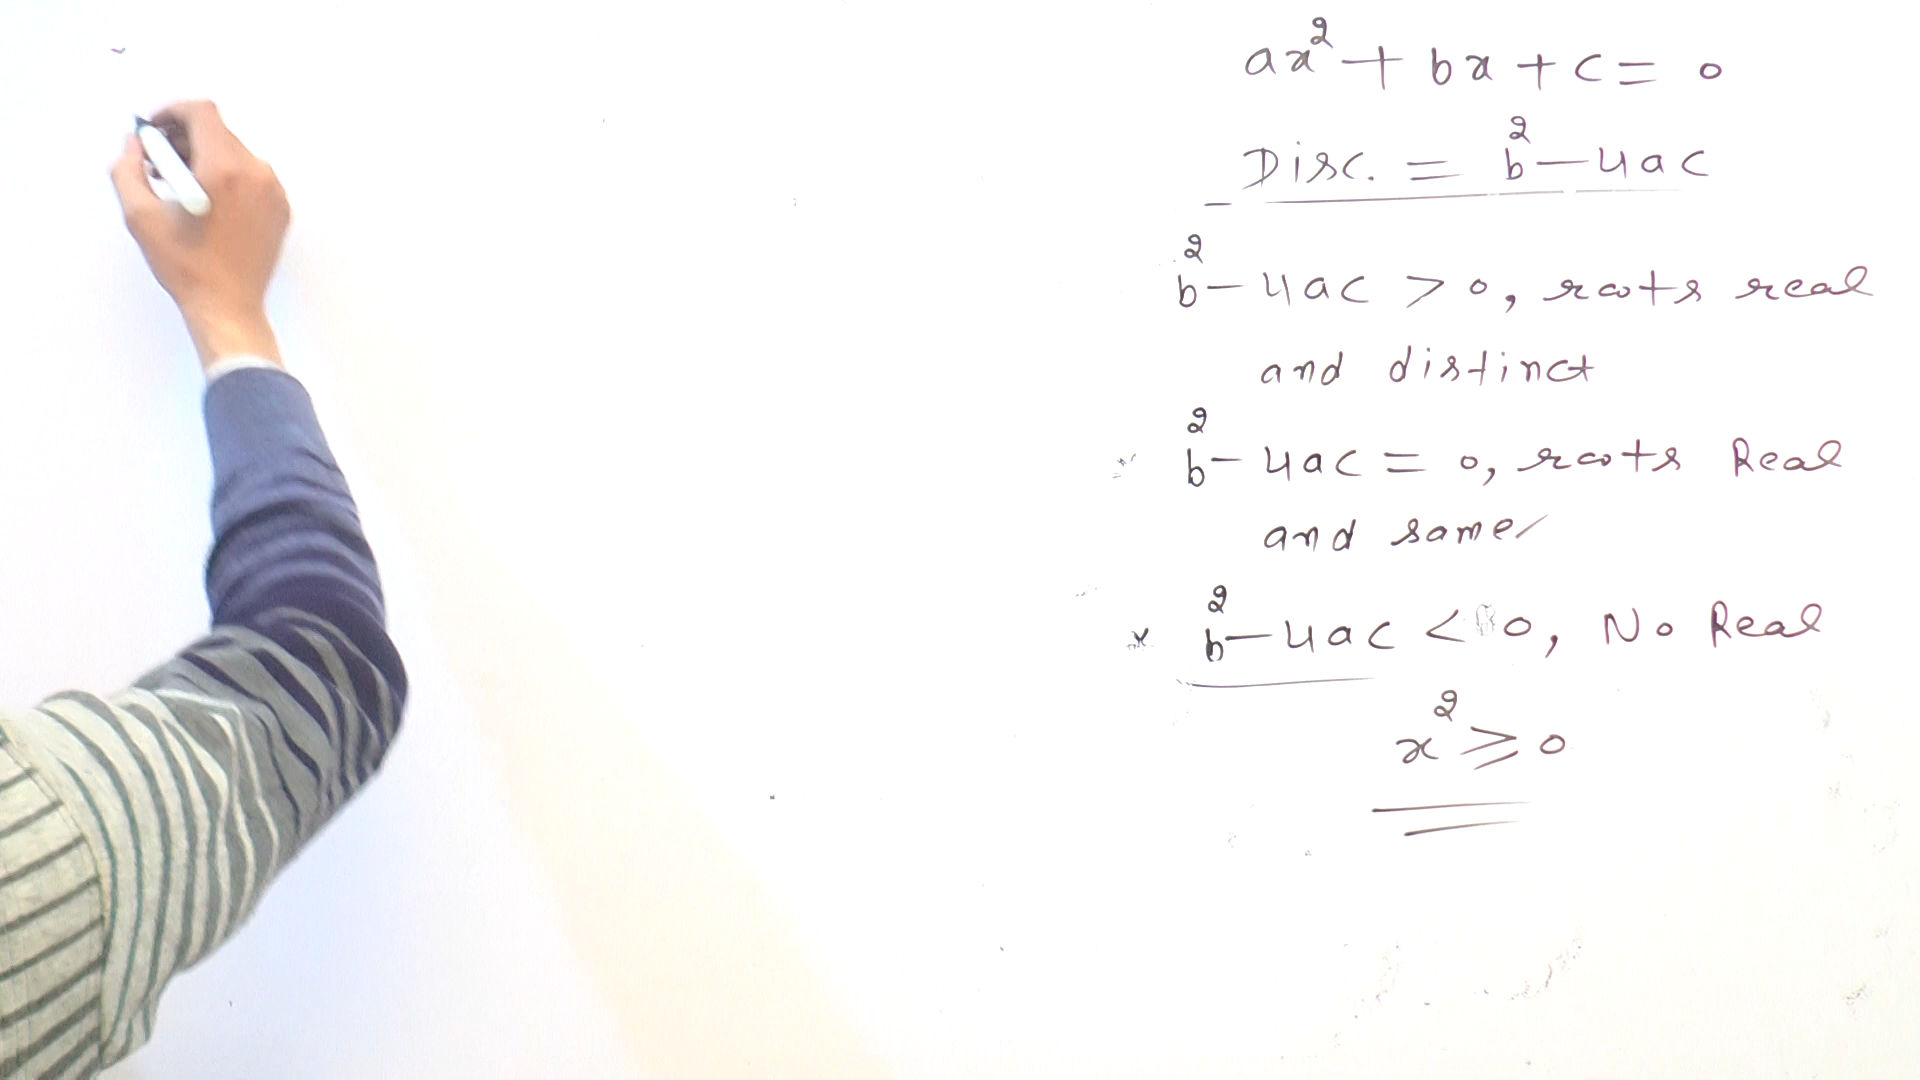 ax² + bx + c = 0
Disc. = b² - 4ac
b² - 4ac > 0, roots real
and distinct
b² - 4ac = 0, roots Real
and same
b² - 4ac < 0, No Real
x² ≥ 0